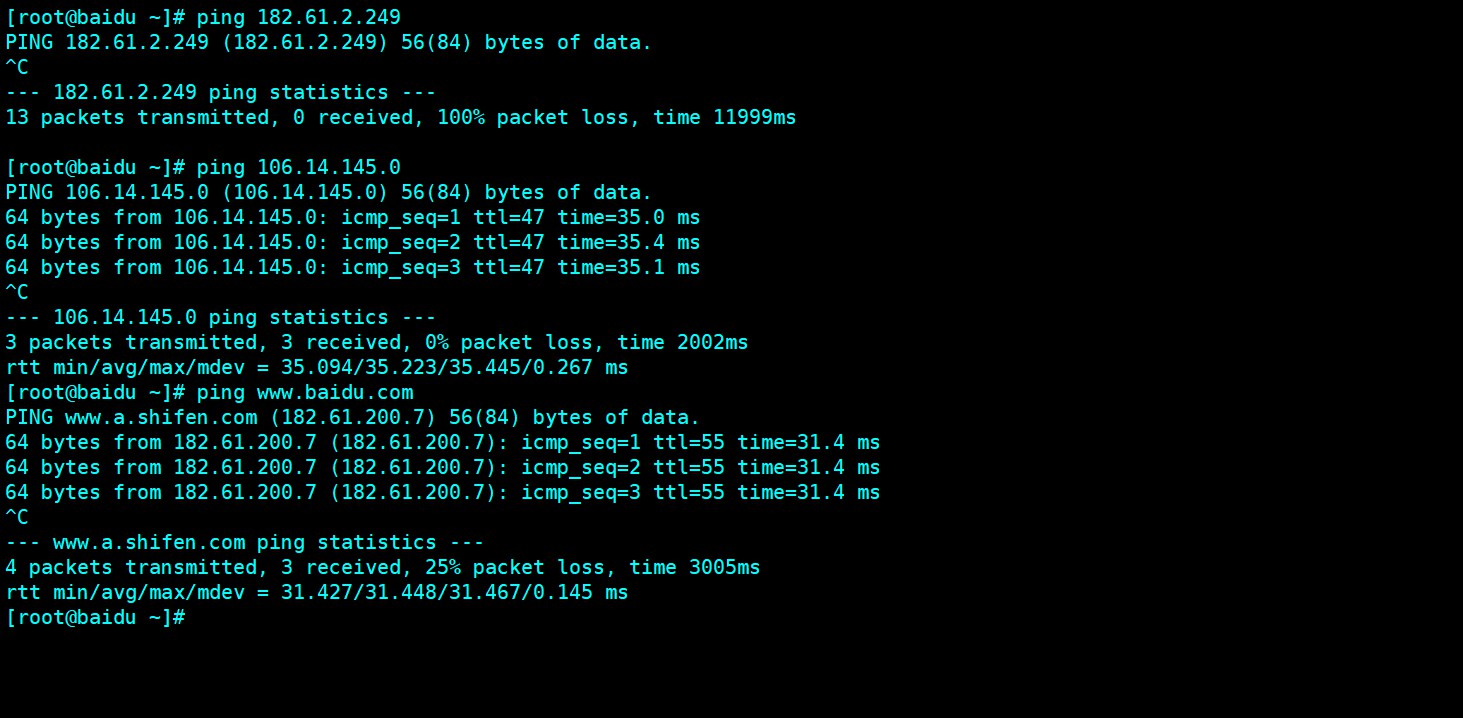 [root@baidu ~]# ping 182.61.2.249
PING 182.61.2.249 (182.61.2.249) 56(84) bytes of data.
^C
--- 182.61.2.249 ping statistics ---
13 packets transmitted, 0 received, 100% packet loss, time 11999ms
[root@baidu ~]# ping 106.14.145.0
PING 106.14.145.0 (106.14.145.0) 56(84) bytes of data.
64 bytes from 106.14.145.0: icmp_seq=1 ttl=47 time=35.0 ms
64 bytes from 106.14.145.0: icmp_seq=2 ttl=47 time=35.4 ms
64 bytes from 106.14.145.0: icmp_seq=3 ttl=47 time=35.1 ms
^C
--- 106.14.145.0 ping statistics ---
3 packets transmitted, 3 received, 0% packet loss, time 2002ms
rtt min/avg/max/mdev = 35.094/35.223/35.445/0.267 ms
[root@baidu ~]# ping www.baidu.com
PING www.a.shifen.com (182.61.200.7) 56(84) bytes of data.
64 bytes from 182.61.200.7 (182.61.200.7): icmp_seq=1 ttl=55 time=31.4 ms
64 bytes from 182.61.200.7 (182.61.200.7): icmp_seq=2 ttl=55 time=31.4 ms
64 bytes from 182.61.200.7 (182.61.200.7): icmp_seq=3 ttl=55 time=31.4 ms
^C
--- www.a.shifen.com ping statistics ---
4 packets transmitted, 3 received, 25% packet loss, time 3005ms
rtt min/avg/max/mdev = 31.427/31.448/31.467/0.145 ms
[root@baidu ~]#